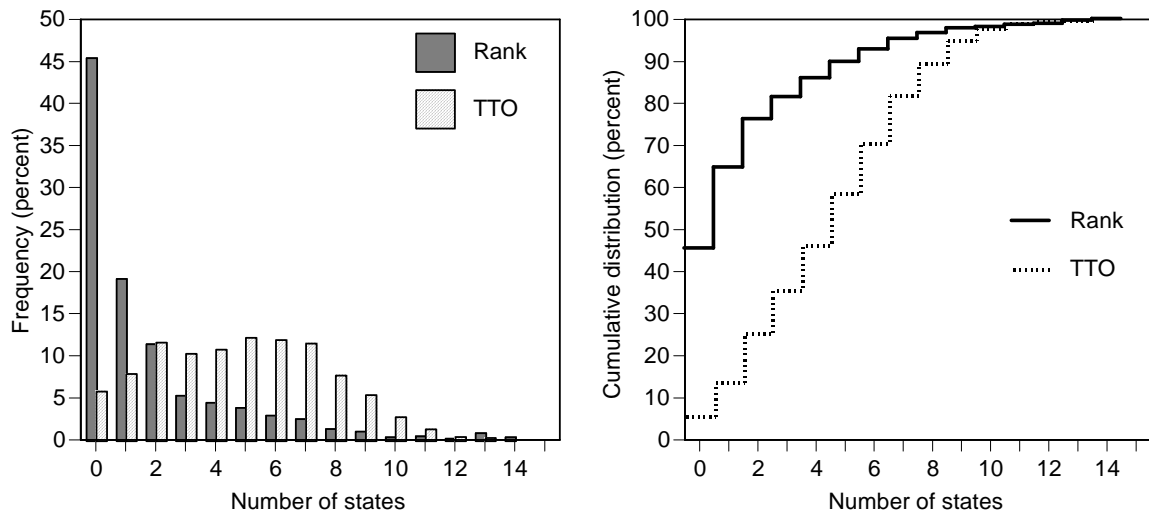 50
45
40
35
30
25
20
15
10
5
0
Frequency (percent)
Rank
TTO
0 2 4 6 8 10 12 14
Number of states
100
90
80
70
60
50
40
30
20
10
0
Cumulative distribution (percent)
Rank
TTO
0 2 4 6 8 10 12 14
Number of states